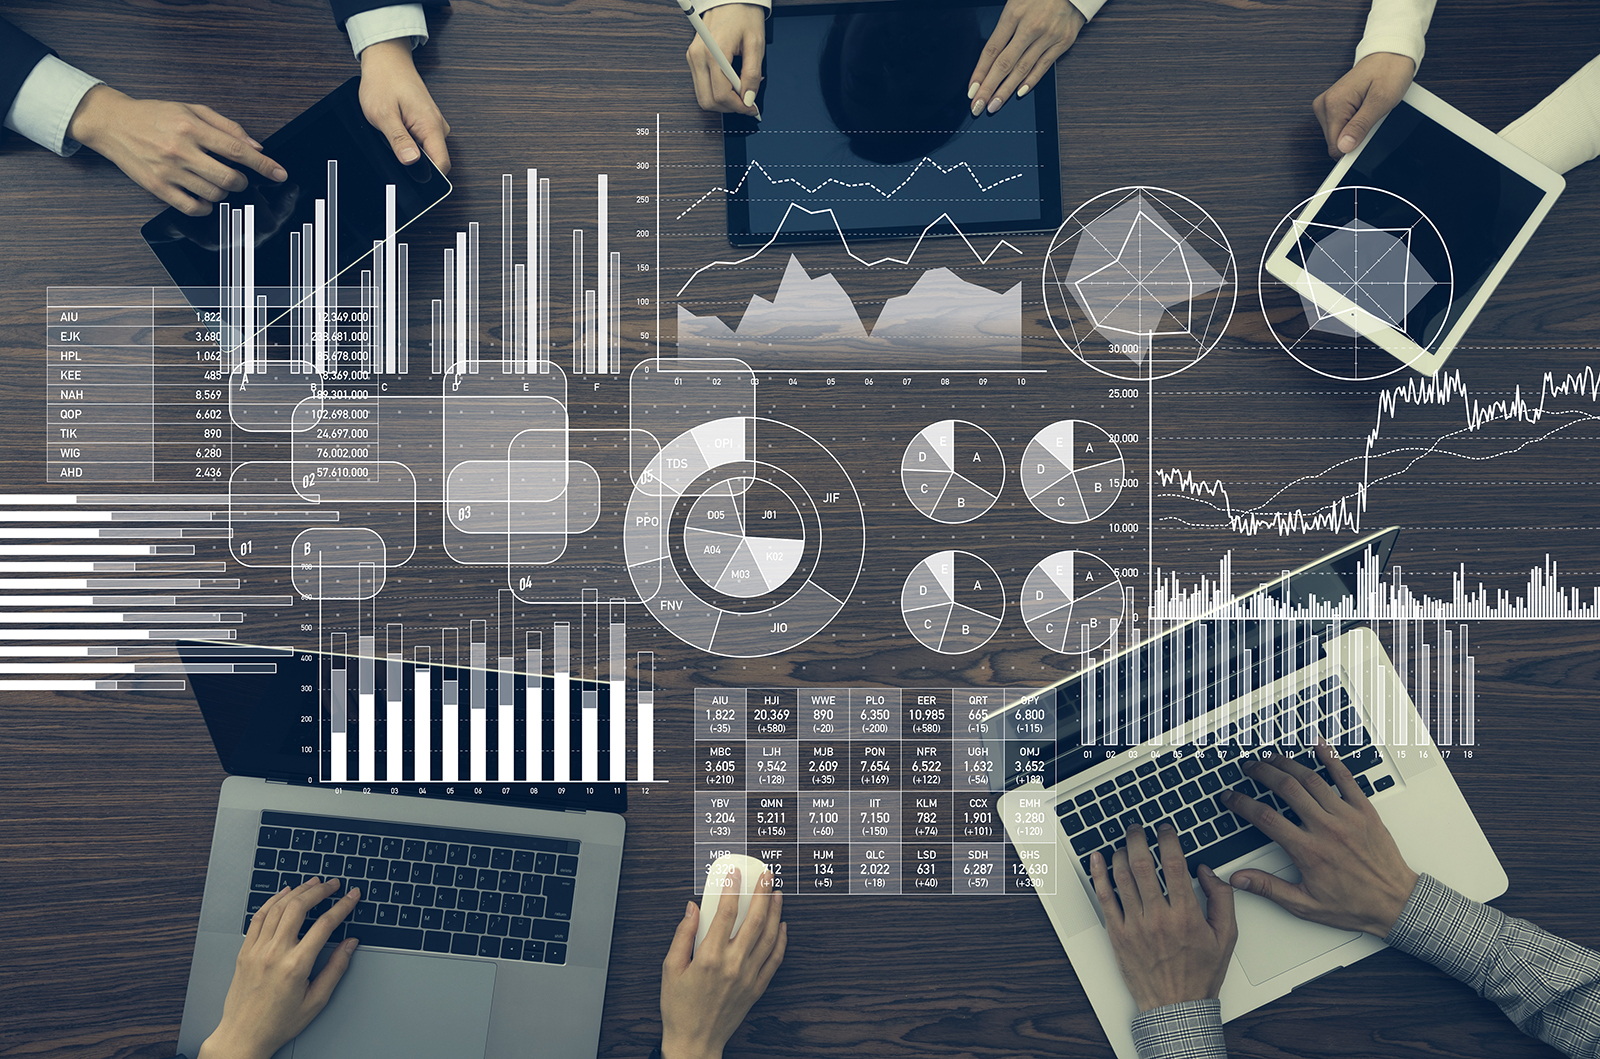 350
300
250
200
150
100
50
0
01 02 03 04 05 06 07 08 09 10
AIU 1,822 12,349,000
EJK 3,680 238,681,000
HPL 1,062 85,678,000
KEE 485 8,369,000
NAH 8,569 189,301,000
QOP 6,602 102,698,000
TIK 890 24,697,000
WIG 6,280 76,002,000
AHD 2,436 57,610,000
A B C D E F
A
02
03
05
01
B
04
OPI
TDS
JIF
PPO
FNV
JIO
D05
J01
A04
K02
M03
E A D C B
E A D B C
E A D C B
E A D C B
30,000
25,000
20,000
15,000
10,000
5,000
0
700
600
500
400
300
200
100
0
01 02 03 04 05 06 07 08 09 10 11 12
01 02 03 04 05 06 07 08 09 10 11 12 13 14 15 16 17 18
AIU HJI WWE PLO EER QRT OPY
1,822 20,369 890 6,350 10,985 665 6,800
(-35) (+580) (-20) (-200) (+580) (-15) (-115)
MBC LJH MJB PON NFR UGH OMJ
3,605 9,542 2,609 7,654 6,522 1,632 3,652
(+210) (-128) (+35) (+169) (+122) (-54) (+182)
YBV QMN MMJ IIT KLM CCX EMH
3,204 5,211 7,100 7,150 782 1,901 3,280
(-33) (+156) (-60) (-150) (+74) (+101) (-120)
MBR WFF HJM QLC LSD SDH GHS
3,320 712 134 2,022 631 6,287 12,630
(-120) (+12) (+5) (-18) (+40) (-57) (+330)